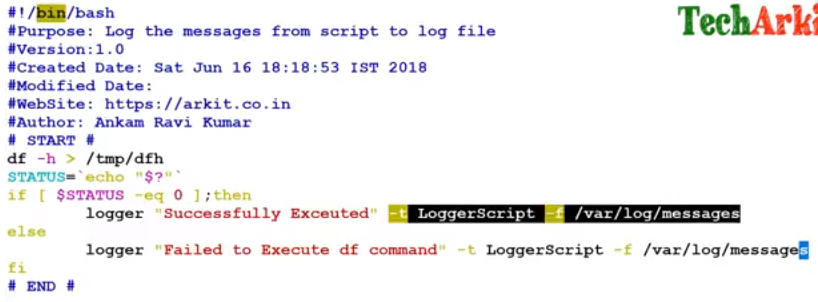 #!/bin/bash
TechArki
#Purpose: Log the messages from script to log file
#Version:1.0
#Created Date: Sat Jun 16 18:18:53 IST 2018
#Modified Date:
#WebSite: https://arkit.co.in
#Author: Ankam Ravi Kumar
# START #
df -h > /tmp/dfh
STATUS=`echo "$?"`
if [ $STATUS -eq 0 ];then
        logger "Successfully Exceuted" -t LoggerScript -f /var/log/messages
else
        logger "Failed to Execute df command" -t LoggerScript -f /var/log/messages
fi
# END #